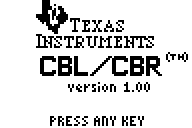 TEXAS
INSTRUMENTS
CBL/CBR(TM)
version 1.00
PRESS ANY KEY